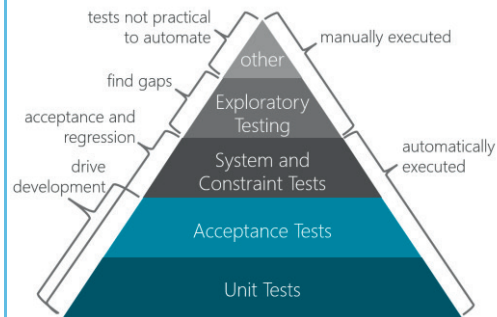 tests not practical
to automate
manually executed
other
find gaps
Exploratory
Testing
acceptance and
regression
automatically
executed
System and
Constraint Tests
drive
development
Acceptance Tests
Unit Tests